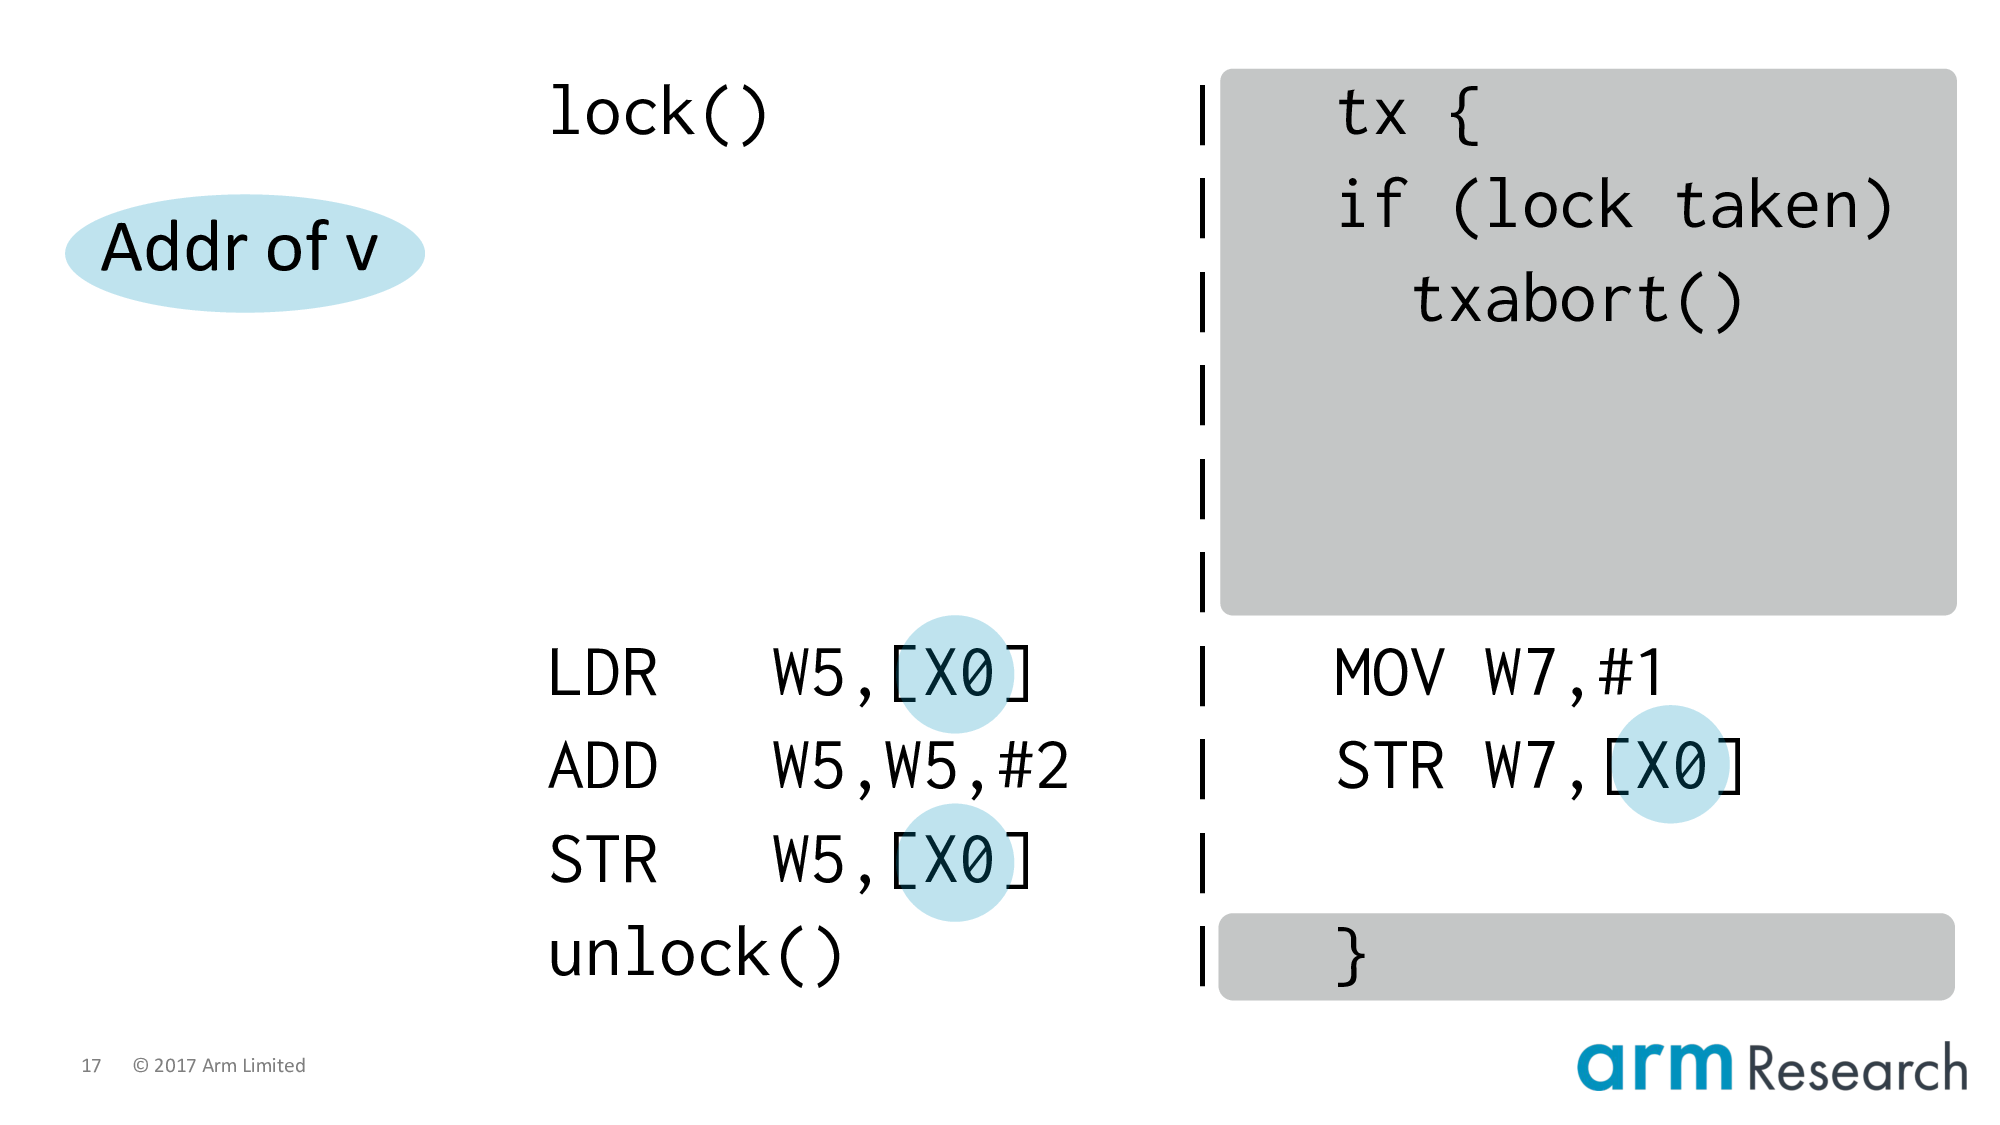 lock() | tx {
Addr of v
| if (lock taken)
| txabort()
|
|
|
LDR W5,[X0] | MOV W7,#1
ADD W5,W5,#2 | STR W7,[X0]
STR W5,[X0] |
unlock() | }
17 © 2017 Arm Limited
arm Research